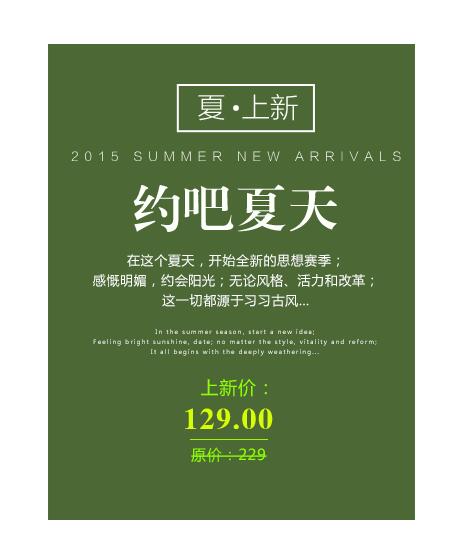 夏·上新
2015 SUMMER NEW ARRIVALS
约吧夏天
在这个夏天，开始全新的思想赛季；
感慨明媚，约会阳光；无论风格、活力和改革；
这一切都源于习习古风...
In the summer season, start a new idea;
Feeling bright sunshine, date; no matter the style, vitality and reform;
It all begins with the deeply weathering...
上新价：
129.00
原价：229